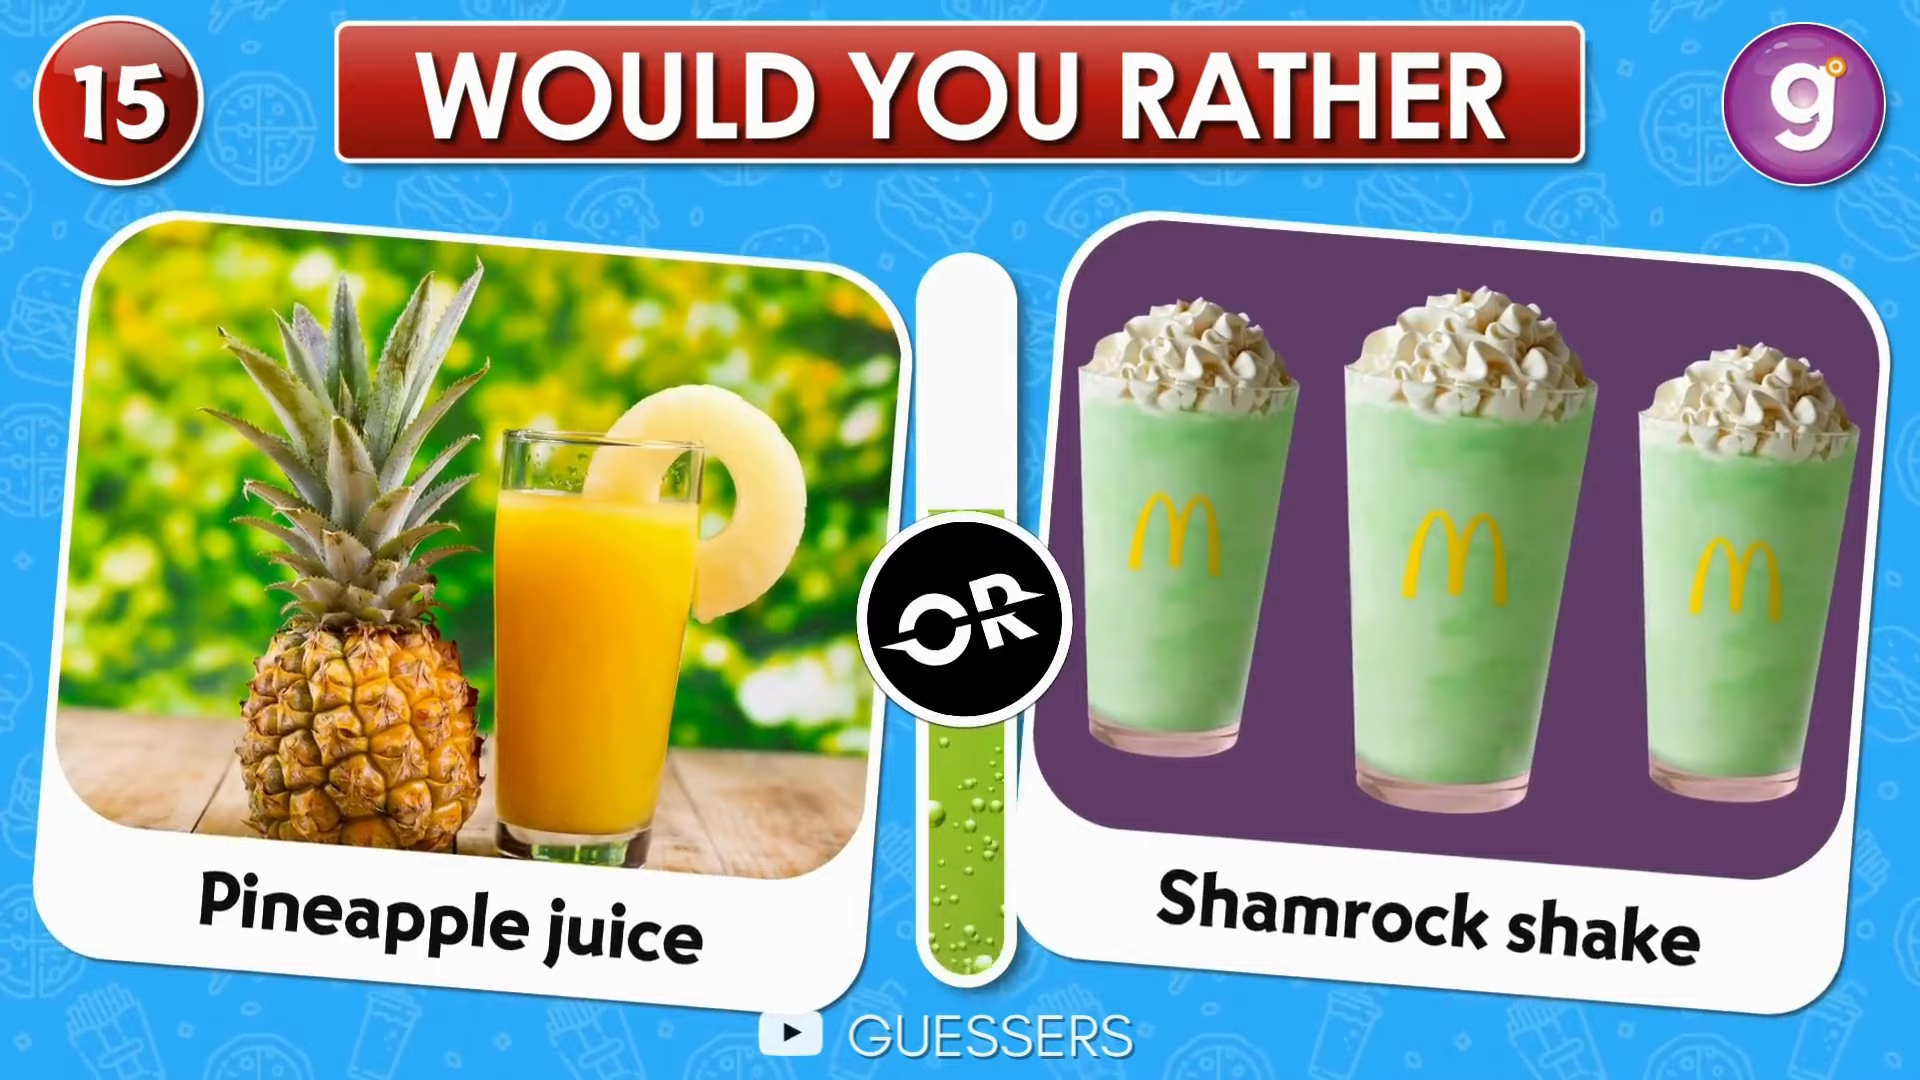 15
WOULD YOU RATHER
g
OR
M
M
M
Pineapple juice
Shamrock shake
GUESSERS